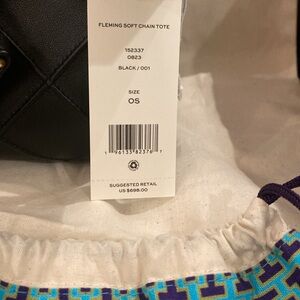 FLEMING SOFT CHAIN TOTE
152337
0823
BLACK / 001
SIZE
OS
SUGGESTED RETAIL
US $698.00